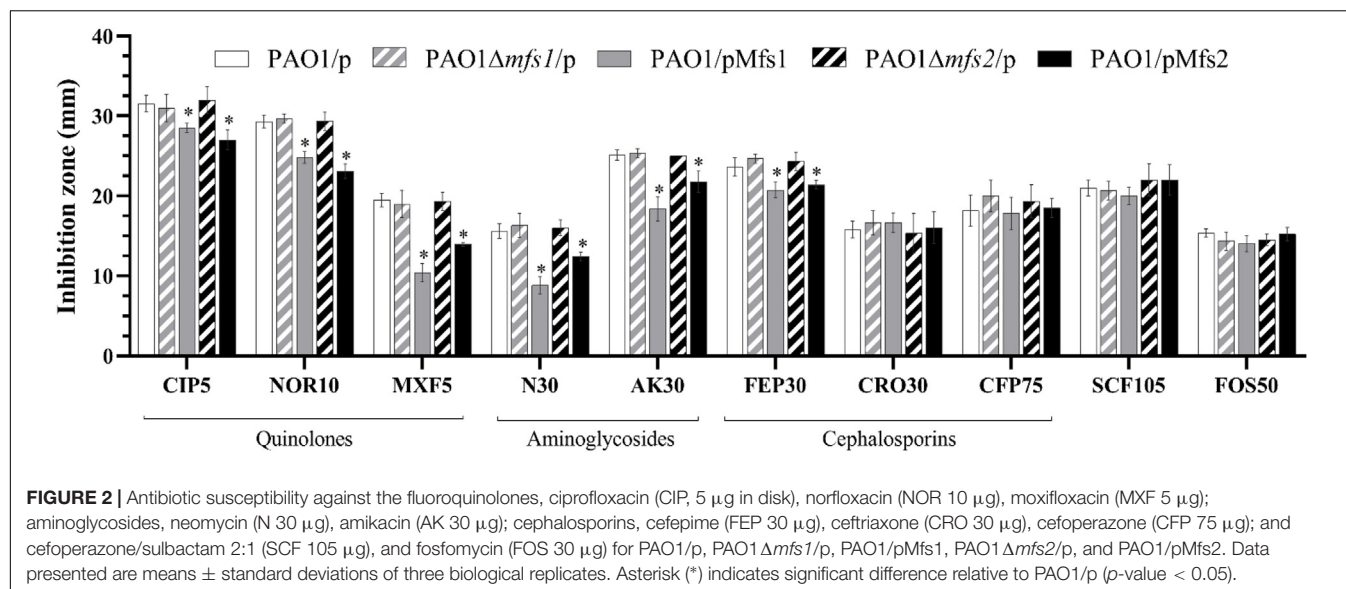 PAO1/p PAO1Δmfs1/p PAO1/pMfs1 PAO1Δmfs2/p PAO1/pMfs2
Inhibition zone (mm)
40
30
20
10
0
* * * * * * * * * * * *
CIP5 NOR10 MXF5 N30 AK30 FEP30 CRO30 CFP75 SCF105 FOS50
Quinolones Aminoglycosides Cephalosporins
FIGURE 2 | Antibiotic susceptibility against the fluoroquinolones, ciprofloxacin (CIP, 5 μg in disk), norfloxacin (NOR 10 μg), moxifloxacin (MXF 5 μg);
aminoglycosides, neomycin (N 30 μg), amikacin (AK 30 μg); cephalosporins, cefepime (FEP 30 μg), ceftriaxone (CRO 30 μg), cefoperazone (CFP 75 μg); and
cefoperazone/sulbactam 2:1 (SCF 105 μg), and fosfomycin (FOS 30 μg) for PAO1/p, PAO1Δmfs1/p, PAO1/pMfs1, PAO1Δmfs2/p, and PAO1/pMfs2. Data
presented are means ± standard deviations of three biological replicates. Asterisk (*) indicates significant difference relative to PAO1/p (p-value < 0.05).